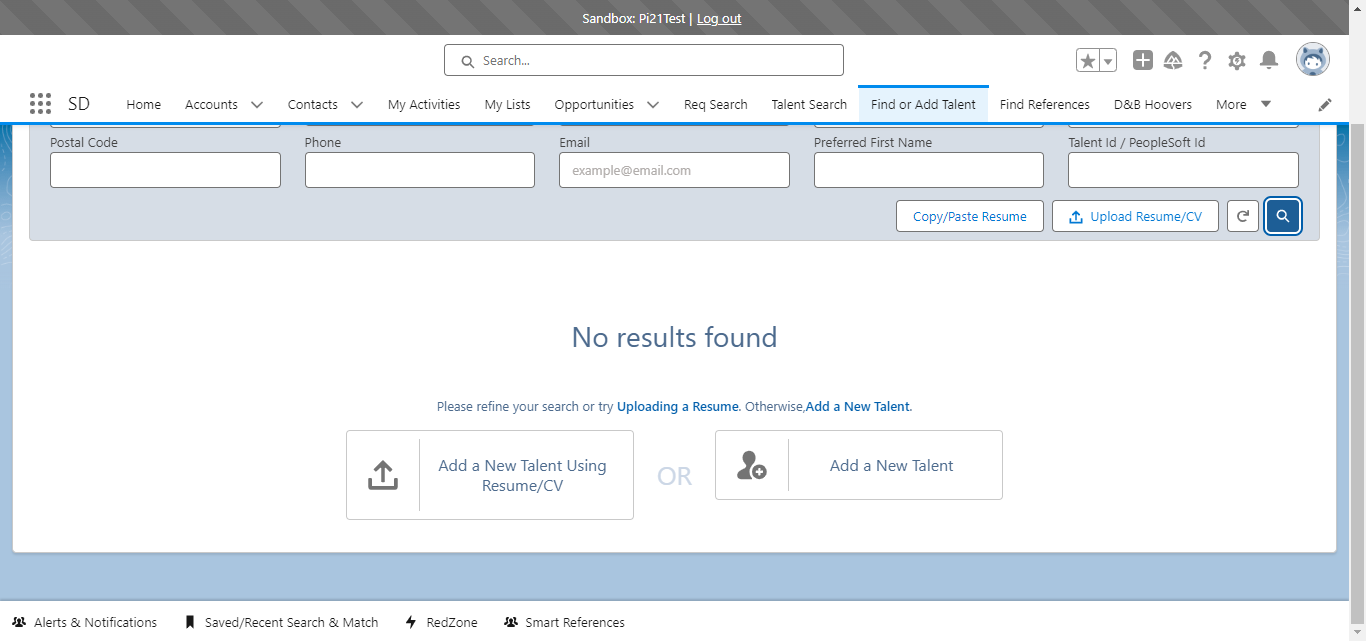 Sandbox: Pi21Test | Log out
Search...
SD Home Accounts Contacts My Activities My Lists Opportunities Req Search Talent Search Find or Add Talent Find References D&B Hoovers More
Postal Code Phone Email Preferred First Name Talent Id / PeopleSoft Id
example@email.com
Copy/Paste Resume Upload Resume/CV
No results found
Please refine your search or try Uploading a Resume. Otherwise,Add a New Talent.
Add a New Talent Using
Resume/CV
OR
Add a New Talent
Alerts & Notifications Saved/Recent Search & Match RedZone Smart References